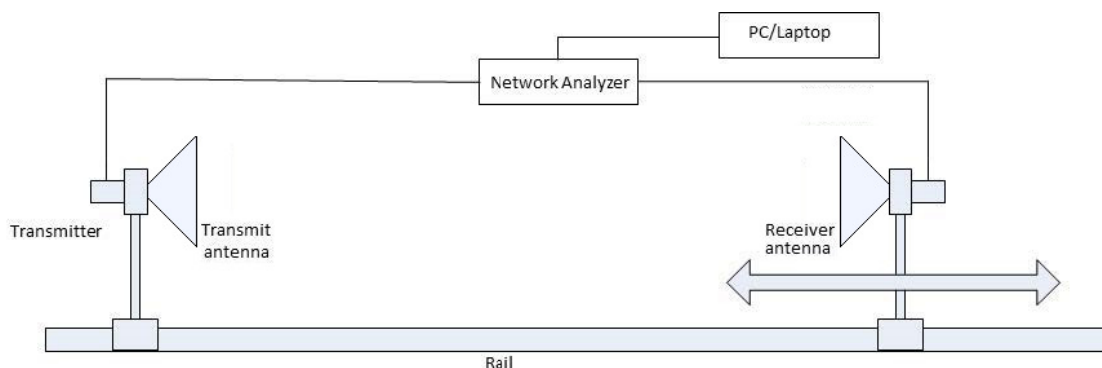 PC/Laptop
Network Analyzer
Transmitter
Transmit
antenna
Receiver
antenna
Rail